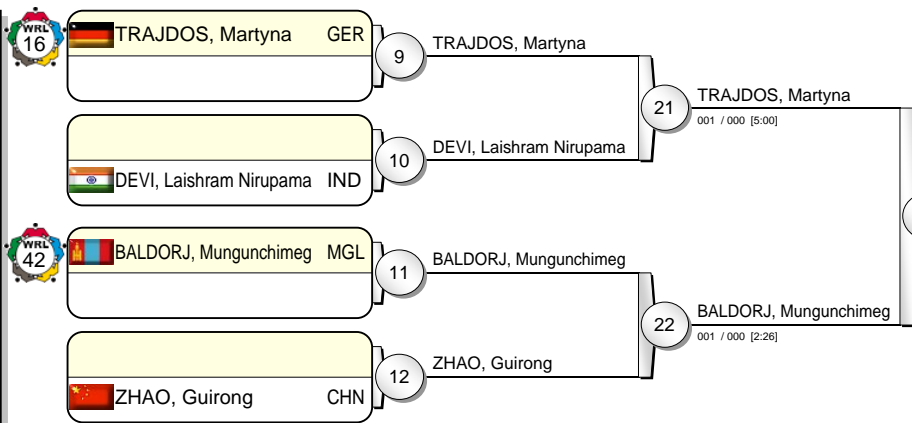 WRL
16
TRAJDOS, Martyna GER
9
TRAJDOS, Martyna
21
TRAJDOS, Martyna
001 / 000 [5:00]
10
DEVI, Laishram Nirupama
DEVI, Laishram Nirupama IND
WRL
42
BALDORJ, Mungunchimeg MGL
11
BALDORJ, Mungunchimeg
22
BALDORJ, Mungunchimeg
001 / 000 [2:26]
12
ZHAO, Guirong
ZHAO, Guirong CHN